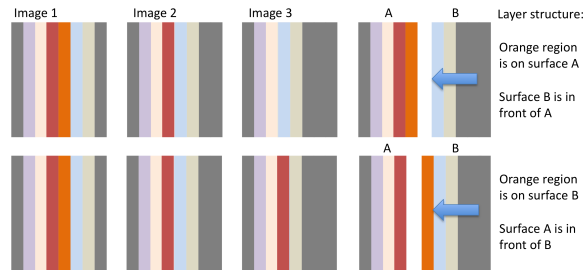 Image 1 Image 2 Image 3 A B Layer structure:
Orange region
is on surface A
Surface B is in
front of A
A B
Orange region
is on surface B
Surface A is in
front of B